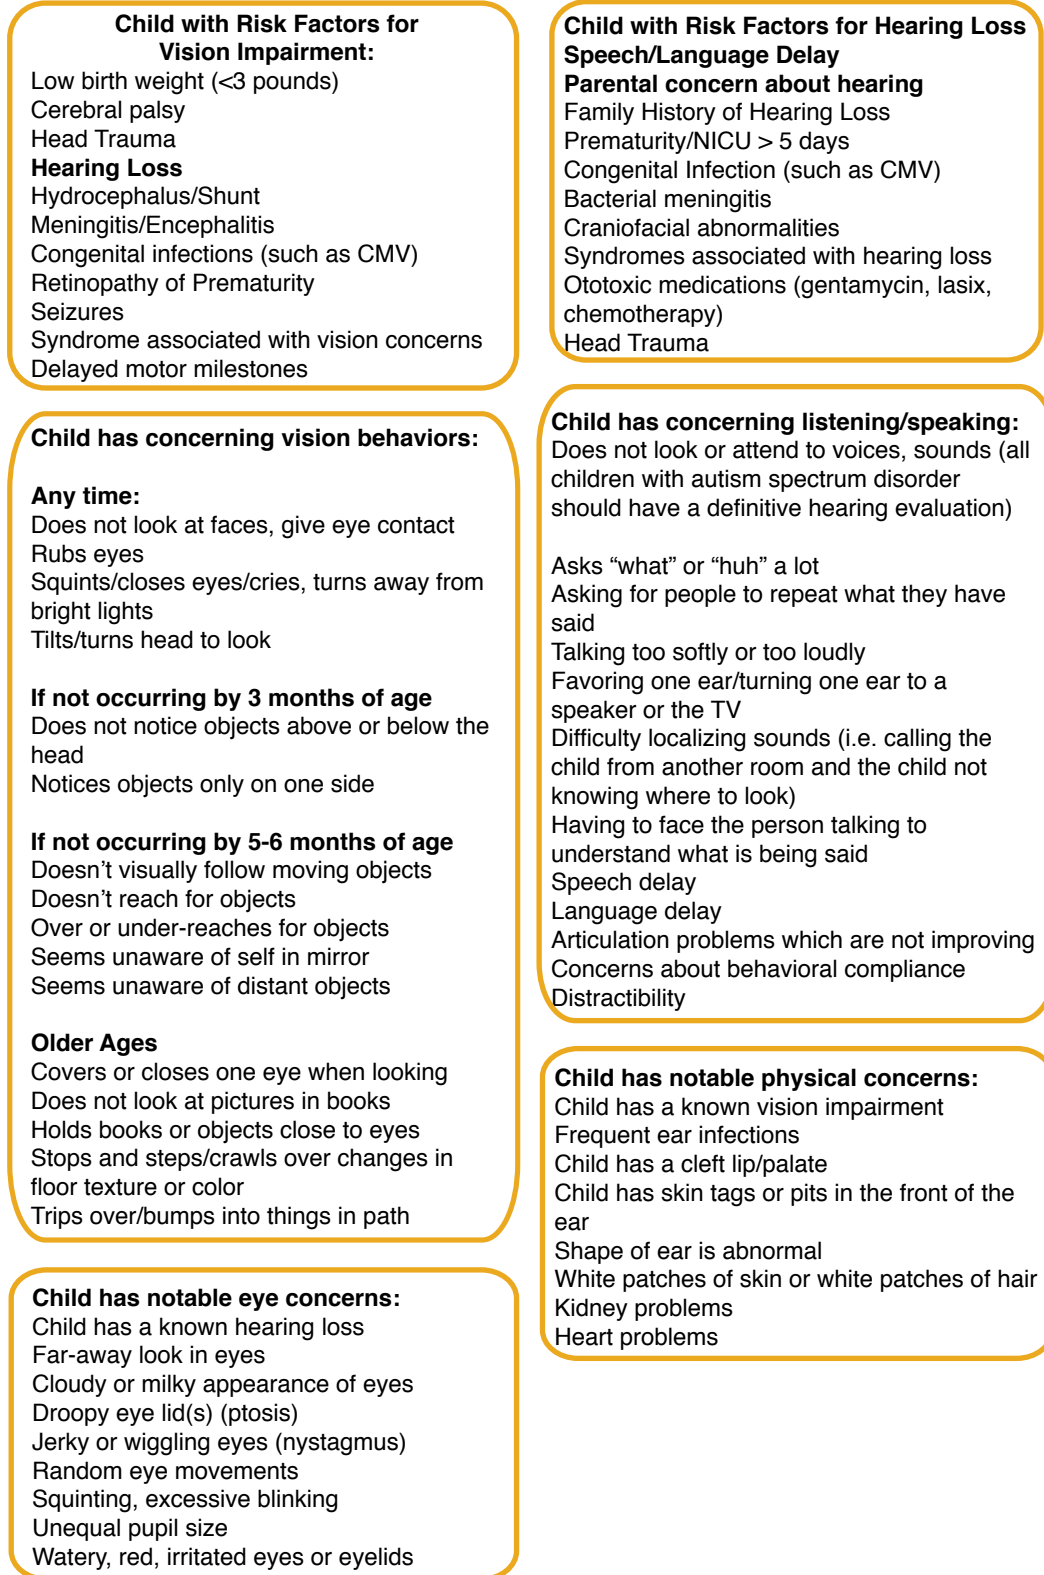 Child with Risk Factors for
Vision Impairment:
Low birth weight (<3 pounds)
Cerebral palsy
Head Trauma
Hearing Loss
Hydrocephalus/Shunt
Meningitis/Encephalitis
Congenital infections (such as CMV)
Retinopathy of Prematurity
Seizures
Syndrome associated with vision concerns
Delayed motor milestones
Child has concerning vision behaviors:
Any time:
Does not look at faces, give eye contact
Rubs eyes
Squints/closes eyes/cries, turns away from
bright lights
Tilts/turns head to look
If not occurring by 3 months of age
Does not notice objects above or below the
head
Notices objects only on one side
If not occurring by 5-6 months of age
Doesn’t visually follow moving objects
Doesn’t reach for objects
Over or under-reaches for objects
Seems unaware of self in mirror
Seems unaware of distant objects
Older Ages
Covers or closes one eye when looking
Does not look at pictures in books
Holds books or objects close to eyes
Stops and steps/crawls over changes in
floor texture or color
Trips over/bumps into things in path
Child has notable eye concerns:
Child has a known hearing loss
Far-away look in eyes
Cloudy or milky appearance of eyes
Droopy eye lid(s) (ptosis)
Jerky or wiggling eyes (nystagmus)
Random eye movements
Squinting, excessive blinking
Unequal pupil size
Watery, red, irritated eyes or eyelids
Child with Risk Factors for Hearing Loss
Speech/Language Delay
Parental concern about hearing
Family History of Hearing Loss
Prematurity/NICU > 5 days
Congenital Infection (such as CMV)
Bacterial meningitis
Craniofacial abnormalities
Syndromes associated with hearing loss
Ototoxic medications (gentamycin, lasix,
chemotherapy)
Head Trauma
Child has concerning listening/speaking:
Does not look or attend to voices, sounds (all
children with autism spectrum disorder
should have a definitive hearing evaluation)
Asks “what” or “huh” a lot
Asking for people to repeat what they have
said
Talking too softly or too loudly
Favoring one ear/turning one ear to a
speaker or the TV
Difficulty localizing sounds (i.e. calling the
child from another room and the child not
knowing where to look)
Having to face the person talking to
understand what is being said
Speech delay
Language delay
Articulation problems which are not improving
Concerns about behavioral compliance
Distractibility
Child has notable physical concerns:
Child has a known vision impairment
Frequent ear infections
Child has a cleft lip/palate
Child has skin tags or pits in the front of the
ear
Shape of ear is abnormal
White patches of skin or white patches of hair
Kidney problems
Heart problems